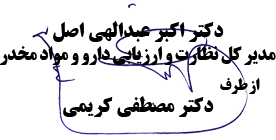 دکتر اکبر عبدالهی اصل
مدیر کل نظارت و ارزیابی دارو و مواد مخدر
از طرف
دکتر مصطفی کریمی